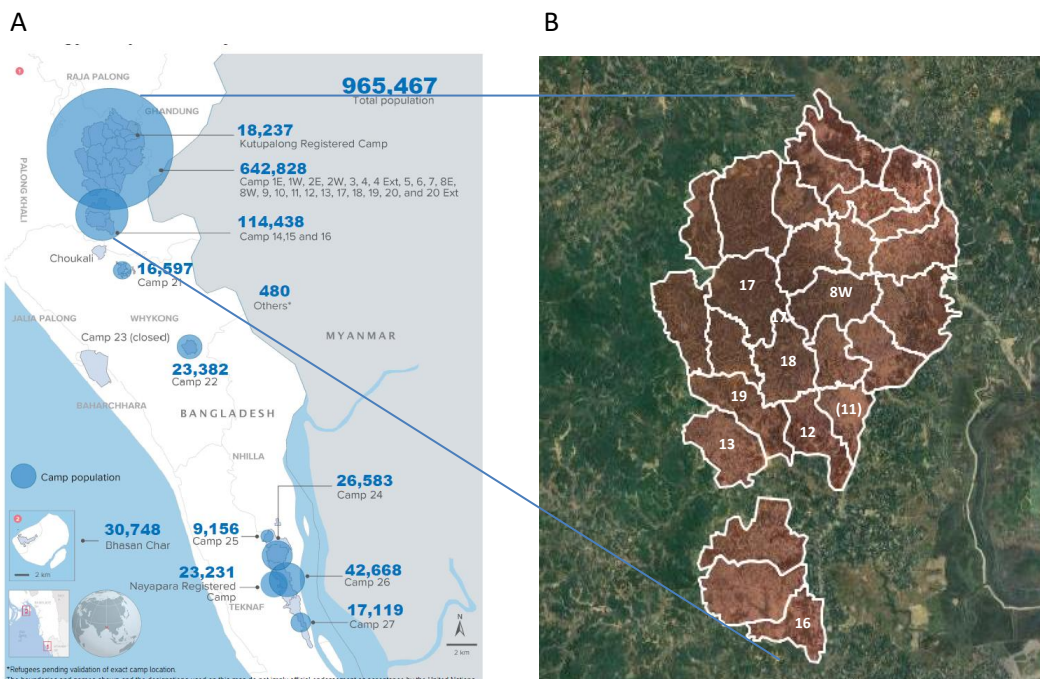 A
B
RAJA PALONG
965,467
Total population
GHANDUNG
18,237
Kutupalong Registered Camp
PALONG KHALI
642,828
Camp 1E, 1W, 2E, 2W, 3, 4, 4 Ext, 5, 6, 7, 8E,
8W, 9, 10, 11, 12, 13, 17, 18, 19, 20, and 20 Ext
114,438
Camp 14,15 and 16
Choukali
16,597
Camp 21
480
Others*
JALIA PALONG
WHYKONG
MYANMAR
Camp 23 (closed)
23,382
Camp 22
BAHARCHHARA
BANGLADESH
NHILLA
Camp population
26,583
Camp 24
30,748
Bhasan Char
2 km
9,156
Camp 25
23,231
Nayapara Registered
Camp
42,668
Camp 26
TEKNAF
17,119
Camp 27
N
2 km
*Refugees pending validation of exact camp location.
17
8W
17
18
19
(11)
13
12
16